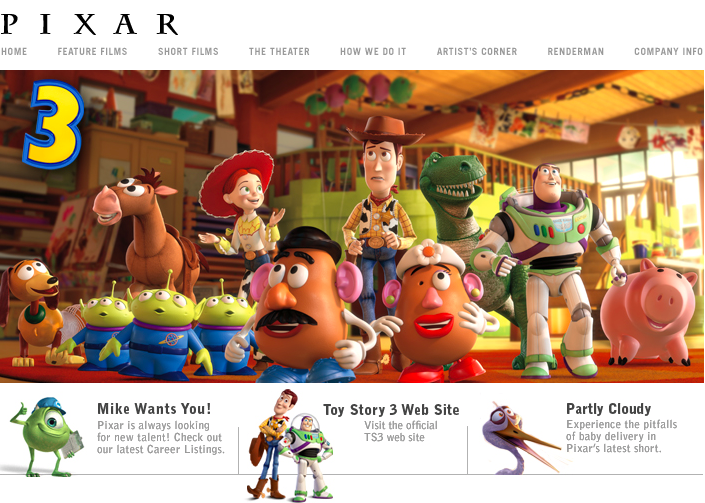 PIXAR
HOME FEATURE FILMS SHORT FILMS THE THEATER HOW WE DO IT ARTIST'S CORNER RENDERMAN COMPANY INFO
3
Mike Wants You!
Pixar is always looking
for new talent! Check out
our latest Career Listings.
Toy Story 3 Web Site
Visit the official
TS3 web site
Partly Cloudy
Experience the pitfalls
of baby delivery in
Pixar's latest short.